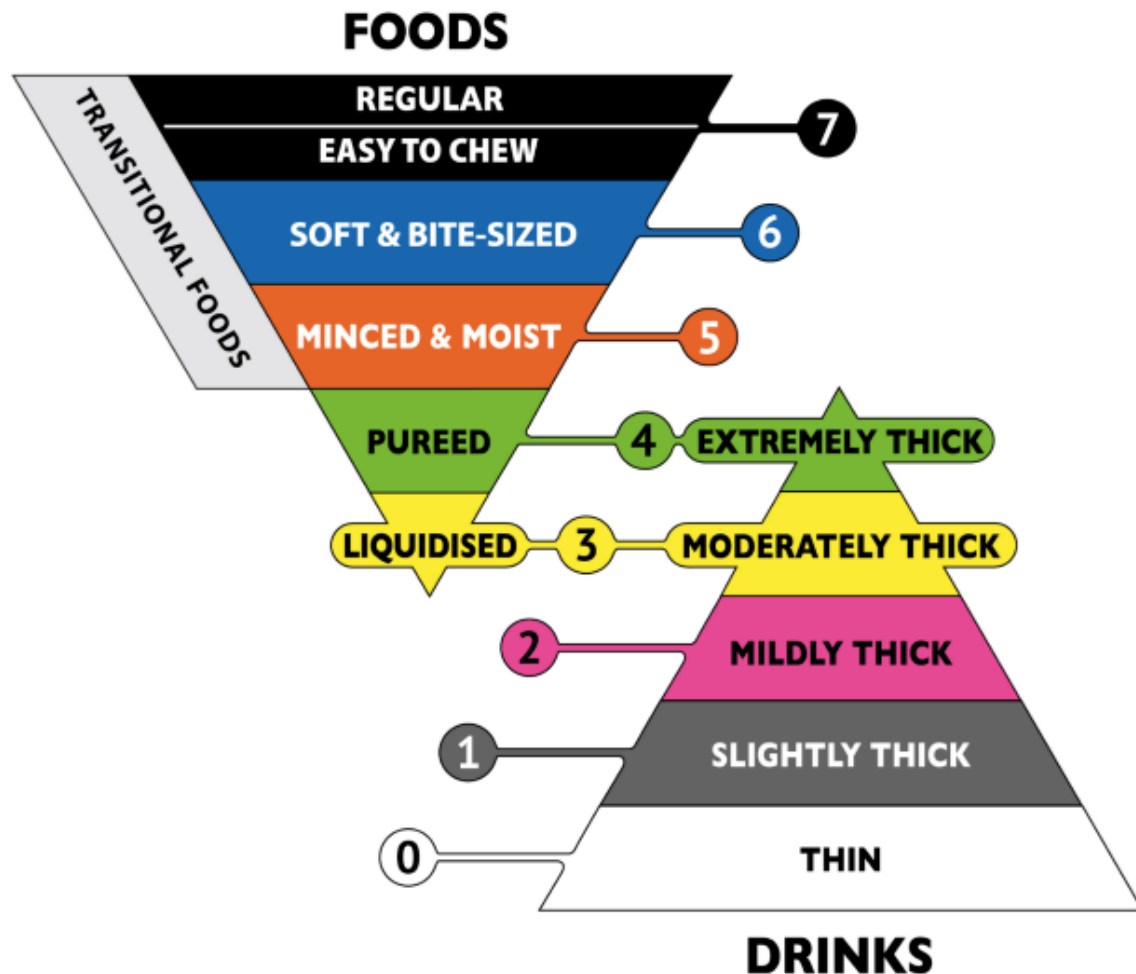 FOODS
TRANSITIONAL FOODS
REGULAR
7
EASY TO CHEW
SOFT & BITE-SIZED
6
MINCED & MOIST
5
PUREED
4
EXTREMELY THICK
LIQUIDISED
3
MODERATELY THICK
2
MILDLY THICK
1
SLIGHTLY THICK
0
THIN
DRINKS